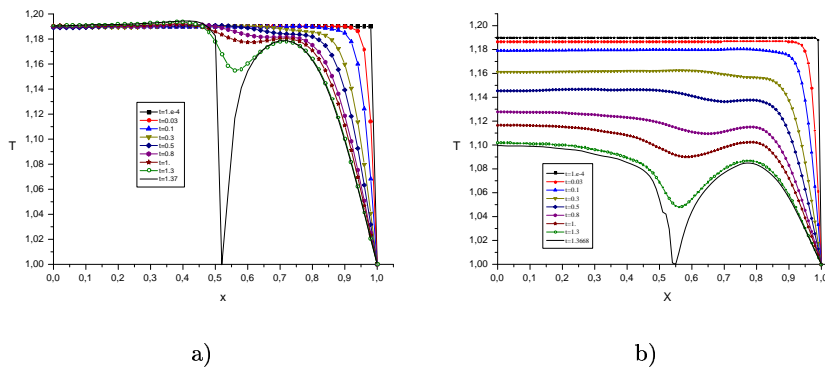 1,20
1,18
1,16
1,14
1,12
1,10
1,08
1,06
1,04
1,02
1,00
T
0,0 0,1 0,2 0,3 0,4 0,5 0,6 0,7 0,8 0,9 1,0
x
t=1.e-4
t=0.03
t=0.1
t=0.3
t=0.5
t=0.8
t=1.
t=1.3
t=1.37
a)
1,20
1,18
1,16
1,14
1,12
1,10
1,08
1,06
1,04
1,02
1,00
T
0,0 0,1 0,2 0,3 0,4 0,5 0,6 0,7 0,8 0,9 1,0
X
t=1.e-4
t=0.03
t=0.1
t=0.3
t=0.5
t=0.8
t=1.
t=1.3
t=1.3668
b)